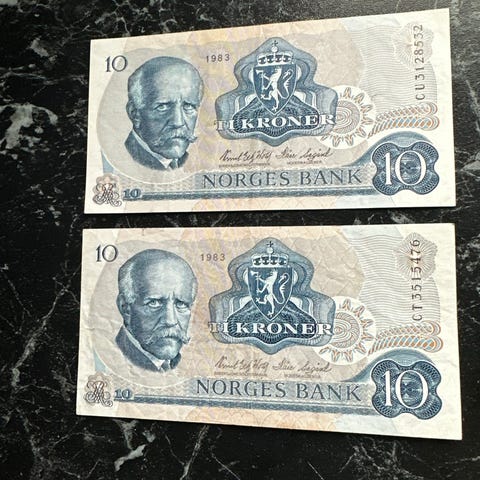 10
1983
CU3128532
TI KRONER
NORGES BANK
10
10
10
1983
CT3515476
TI KRONER
NORGES BANK
10
10